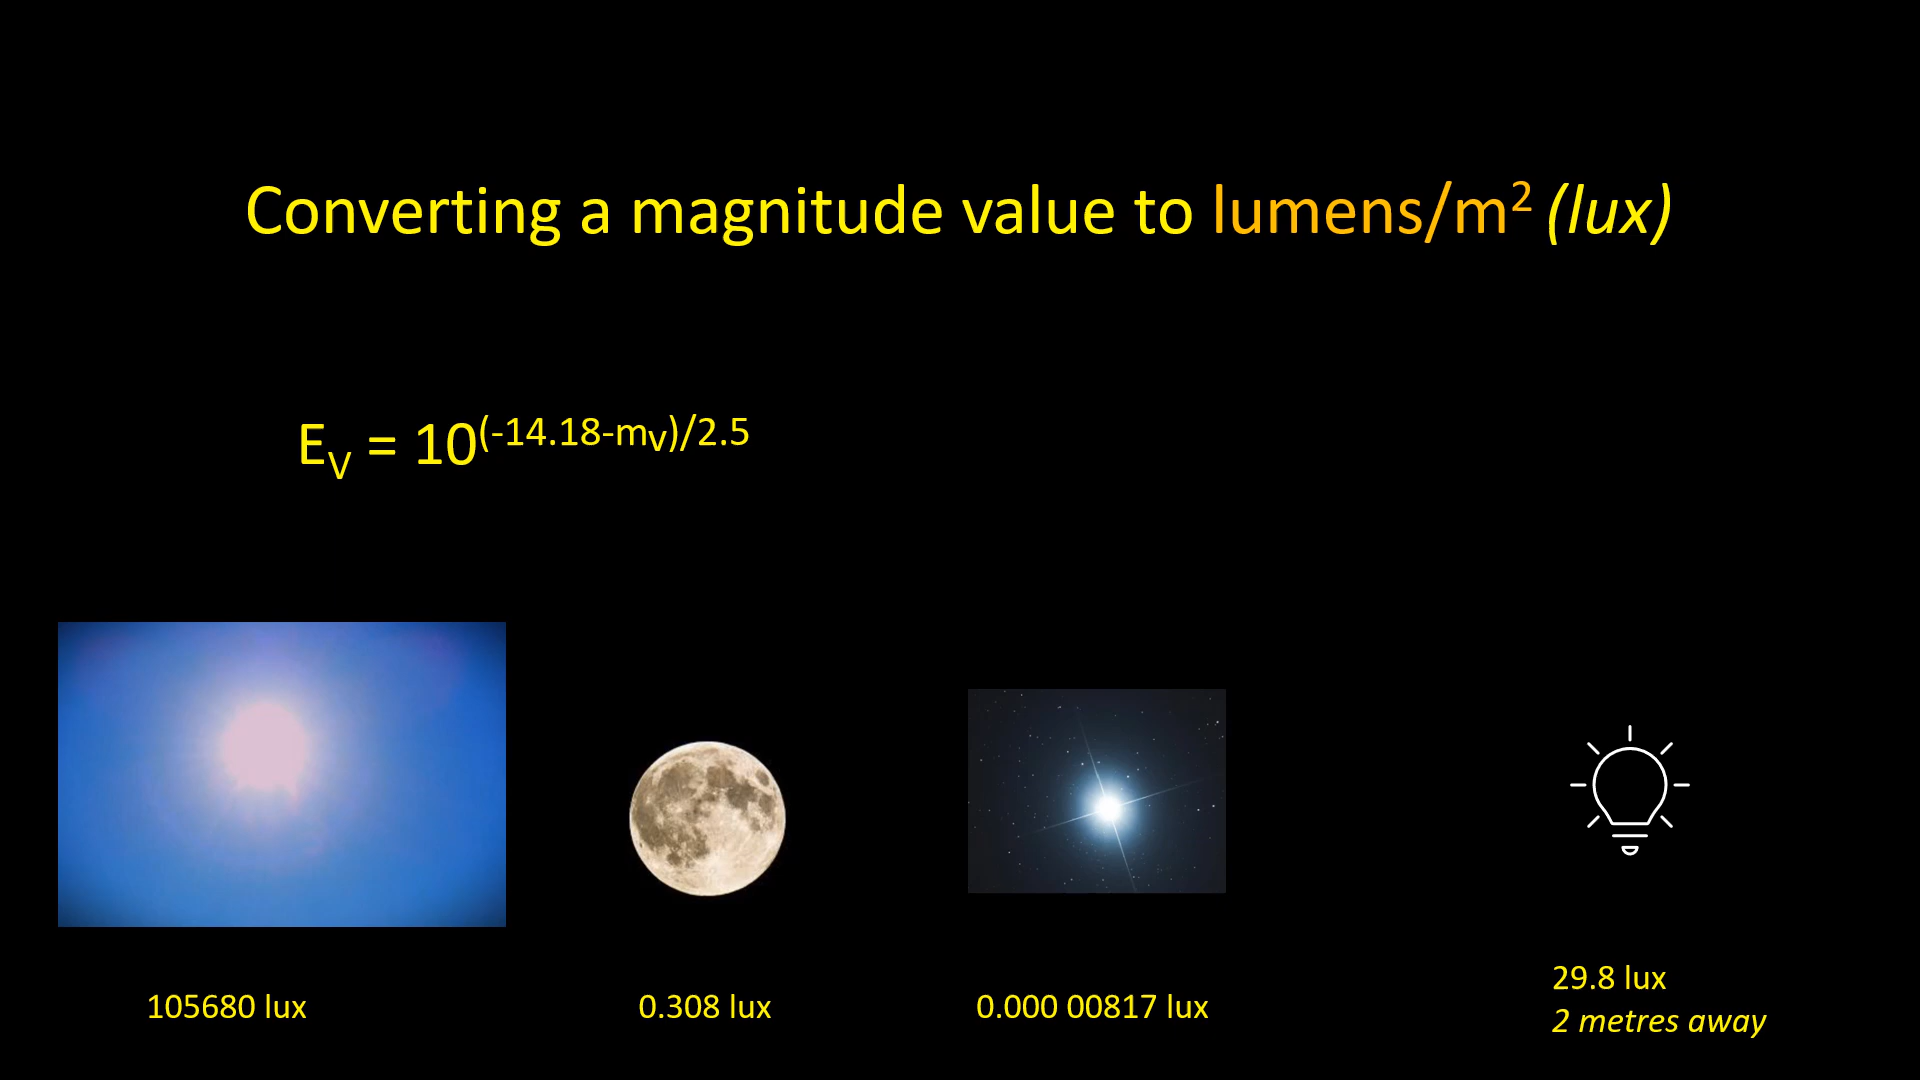 Converting a magnitude value to lumens/m² (lux)
E_V = 10^(-14.18-m_V)/2.5
105680 lux
0.308 lux
0.000 00817 lux
29.8 lux
2 metres away